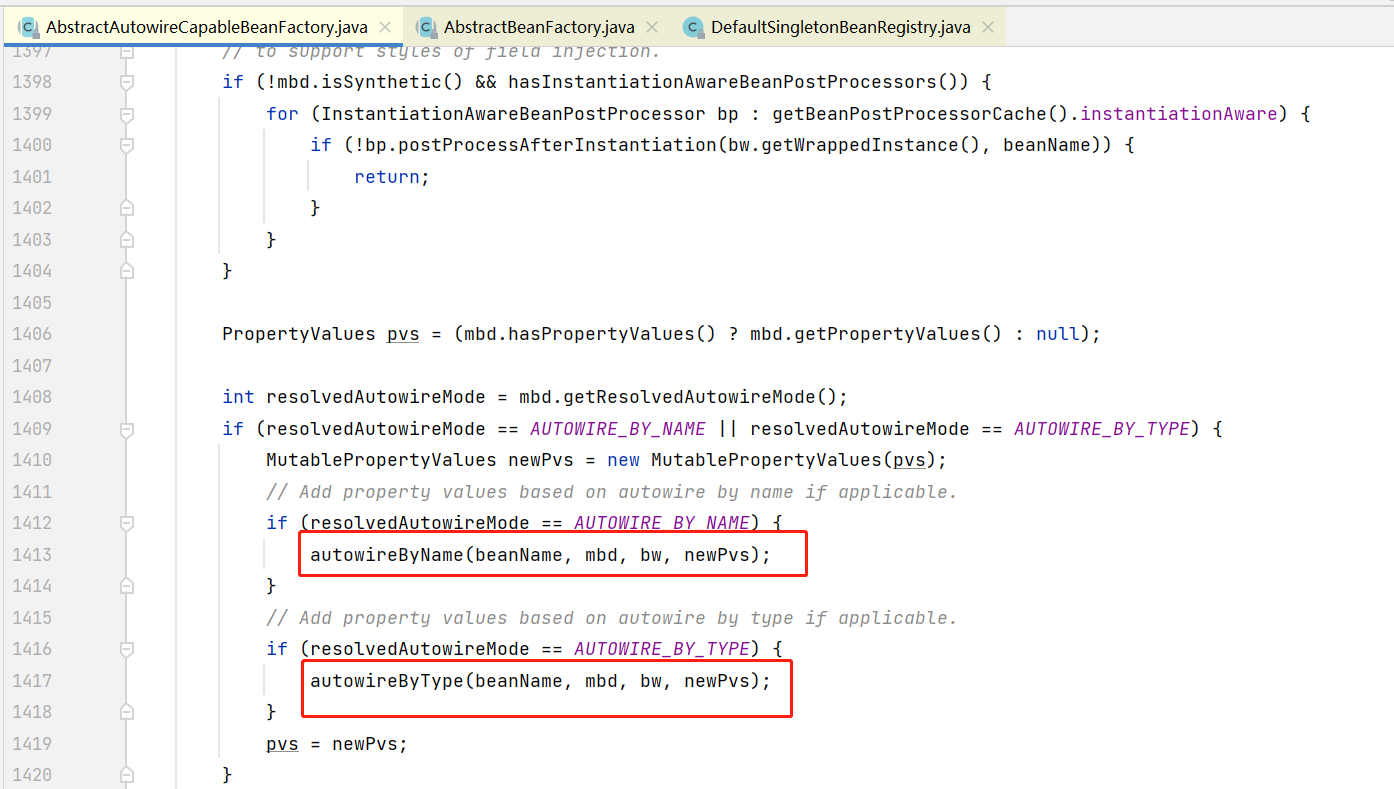 AbstractAutowireCapableBeanFactory.java AbstractBeanFactory.java DefaultSingletonBeanRegistry.java
1397 // to support styles of field injection.
1398 if (!mbd.isSynthetic() && hasInstantiationAwareBeanPostProcessors()) {
1399 for (InstantiationAwareBeanPostProcessor bp : getBeanPostProcessorCache().instantiationAware) {
1400 if (!bp.postProcessAfterInstantiation(bw.getWrappedInstance(), beanName)) {
1401 return;
1402 }
1403 }
1404 }
1405
1406 PropertyValues pvs = (mbd.hasPropertyValues() ? mbd.getPropertyValues() : null);
1407
1408 int resolvedAutowireMode = mbd.getResolvedAutowireMode();
1409 if (resolvedAutowireMode == AUTOWIRE_BY_NAME || resolvedAutowireMode == AUTOWIRE_BY_TYPE) {
1410 MutablePropertyValues newPvs = new MutablePropertyValues(pvs);
1411 // Add property values based on autowire by name if applicable.
1412 if (resolvedAutowireMode == AUTOWIRE_BY_NAME) {
1413 autowireByName(beanName, mbd, bw, newPvs);
1414 }
1415 // Add property values based on autowire by type if applicable.
1416 if (resolvedAutowireMode == AUTOWIRE_BY_TYPE) {
1417 autowireByType(beanName, mbd, bw, newPvs);
1418 }
1419 pvs = newPvs;
1420 }